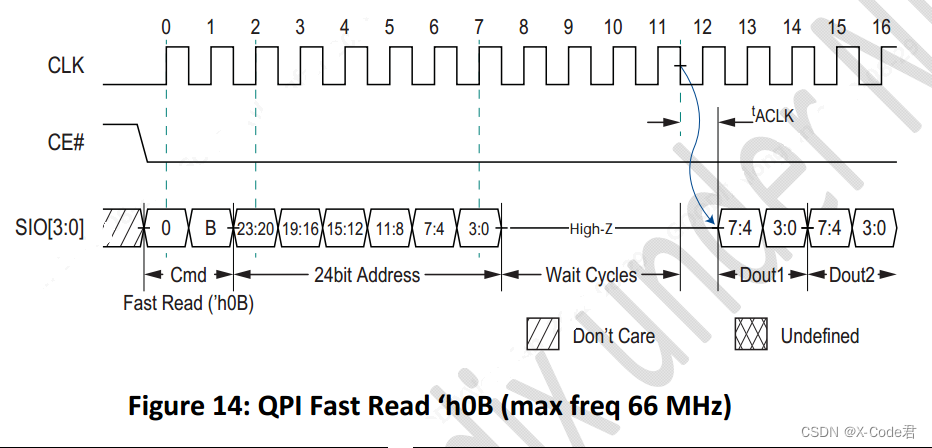 0 1 2 3 4 5 6 7 8 9 10 11 12 13 14 15 16
CLK
tACLK
CE#
SIO[3:0] 0 B 23:20 19:16 15:12 11:8 7:4 3:0 High-Z 7:4 3:0 7:4 3:0
Cmd 24bit Address Wait Cycles Dout1 Dout2
Fast Read ('h0B)
Don't Care Undefined
Figure 14: QPI Fast Read ‘h0B (max freq 66 MHz)
CSDN @X-Code君